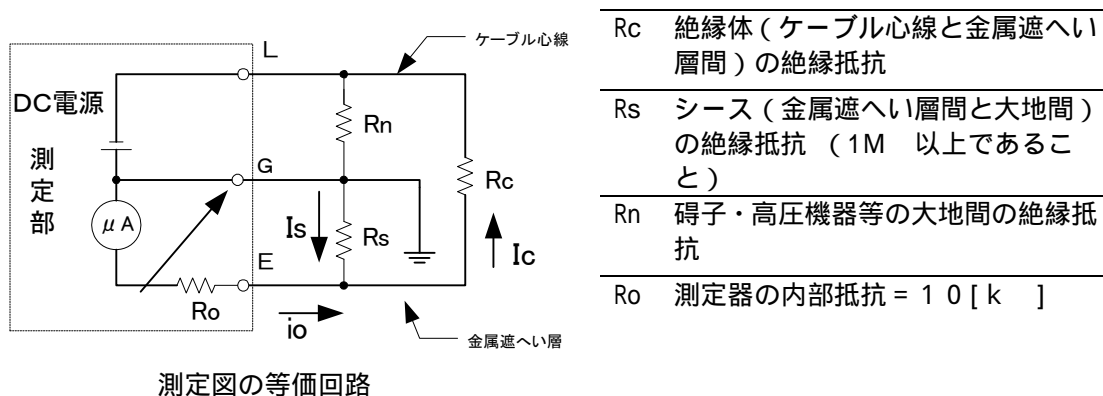 L
ケーブル心線
DC電源
Rn
測
定
部
G
Rc
μA
Is
Rs
Ic
E
Ro
io
金属遮へい層
測定図の等価回路
Rc 絶縁体（ケーブル心線と金属遮へい
層間）の絶縁抵抗
Rs シース（金属遮へい層間と大地間）
の絶縁抵抗 （1M 以上であるこ
と）
Rn 碍子・高圧機器等の大地間の絶縁抵
抗
Ro 測定器の内部抵抗 = 10[k ]